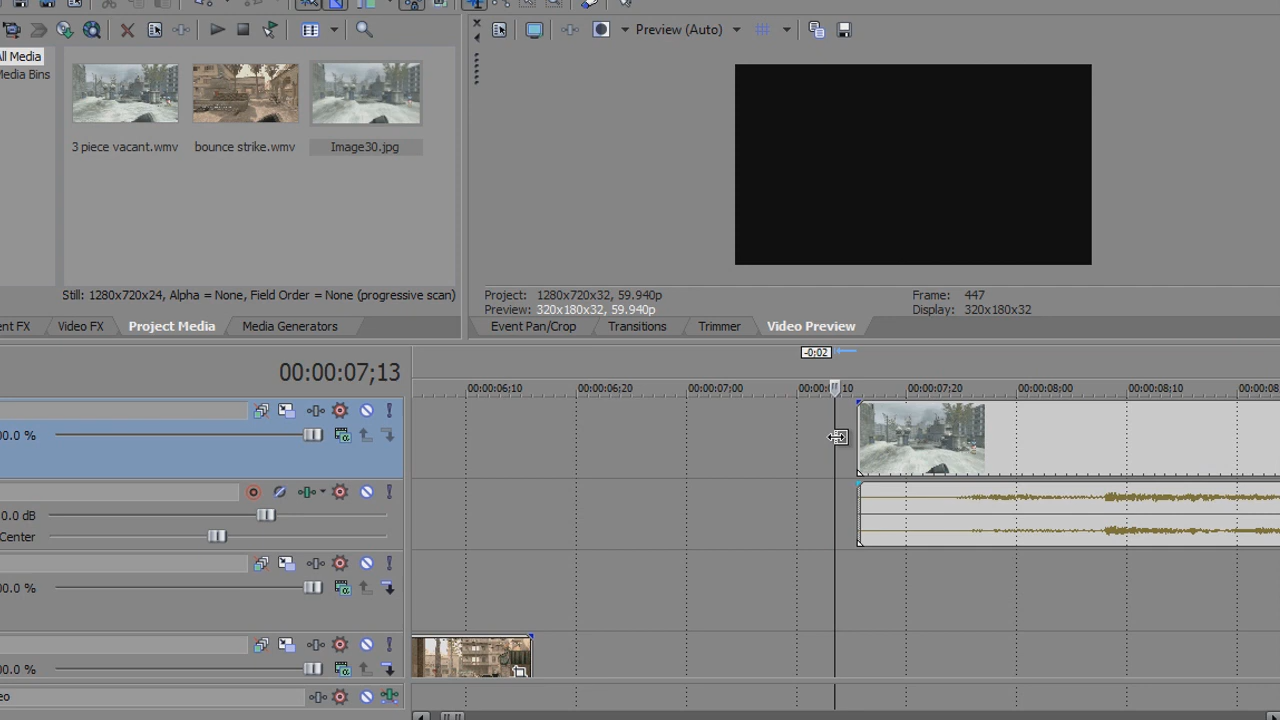 Preview (Auto)
All Media
Media Bins
3 piece vacant.wmv
bounce strike.wmv
Image30.jpg
Still: 1280x720x24, Alpha = None, Field Order = None (progressive scan)
Project: 1280x720x32, 59.940p
Frame: 447
Preview: 320x180x32, 59.940p
Display: 320x180x32
ent FX
Video FX
Project Media
Media Generators
Event Pan/Crop
Transitions
Trimmer
Video Preview
-0:02
00:00:07;13
00:00:06;10
00:00:06;20
00:00:07;00
00:00:07;20
00:00:08;00
00:00:08;10
00:00:08
00.0 %
0.0 dB
Center
00.0 %
00.0 %
eo